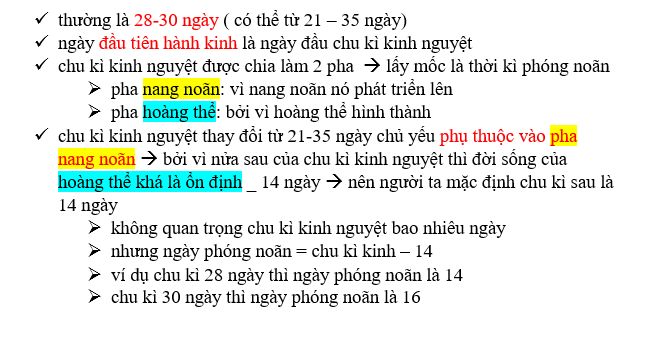 ✓ thường là 28-30 ngày ( có thể từ 21 – 35 ngày)
✓ ngày đầu tiên hành kinh là ngày đầu chu kì kinh nguyệt
✓ chu kì kinh nguyệt được chia làm 2 pha → lấy mốc là thời kì phóng noãn
➤ pha nang noãn: vì nang noãn nó phát triển lên
➤ pha hoàng thể: bởi vì hoàng thể hình thành
✓ chu kì kinh nguyệt thay đổi từ 21-35 ngày chủ yếu phụ thuộc vào pha
nang noãn → bởi vì nửa sau của chu kì kinh nguyệt thì đời sống của
hoàng thể khá là ổn định _ 14 ngày → nên người ta mặc định chu kì sau là
14 ngày
➤ không quan trọng chu kì kinh nguyệt bao nhiêu ngày
➤ nhưng ngày phóng noãn = chu kì kinh – 14
➤ ví dụ chu kì 28 ngày thì ngày phóng noãn là 14
➤ chu kì 30 ngày thì ngày phóng noãn là 16